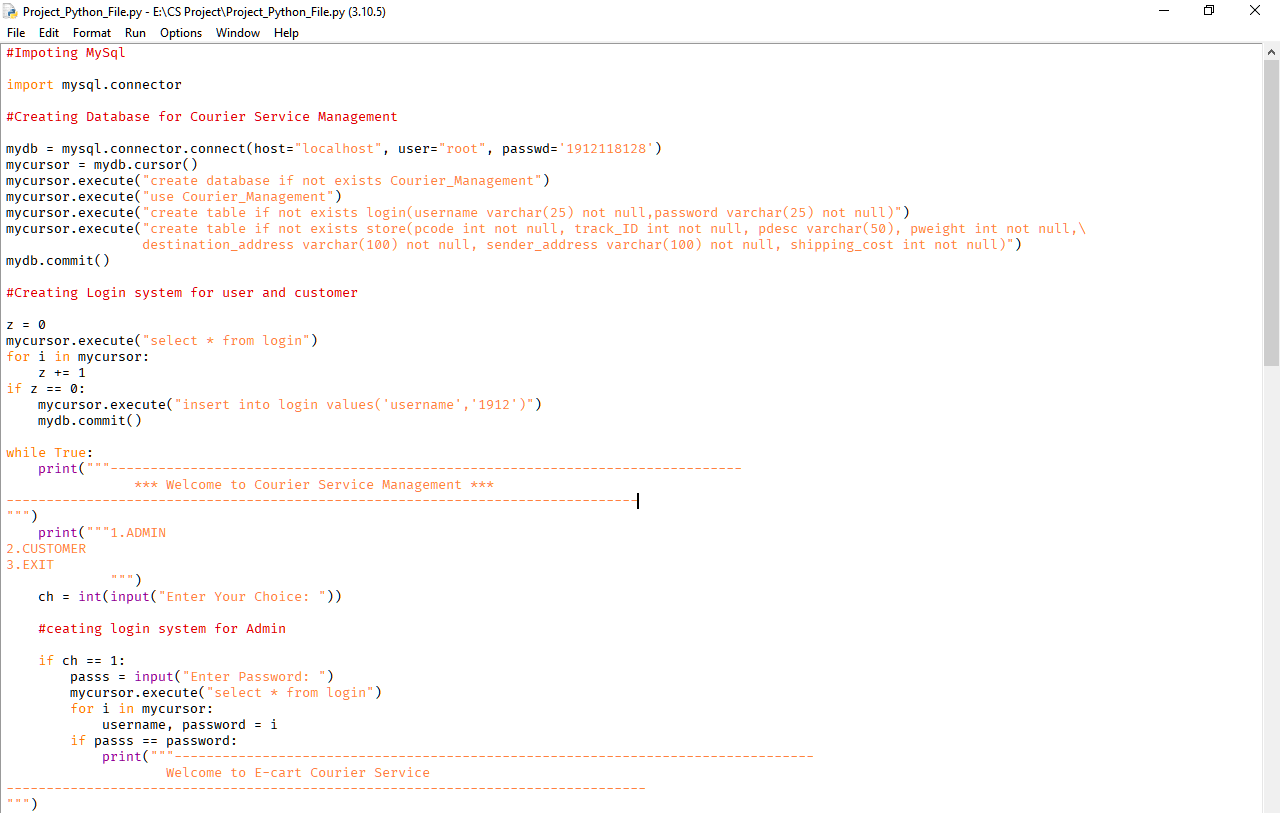 Project_Python_File.py - E:\CS Project\Project_Python_File.py (3.10.5)
File Edit Format Run Options Window Help
#Impoting MySql
import mysql.connector
#Creating Database for Courier Service Management
mydb = mysql.connector.connect(host="localhost", user="root", passwd='1912118128')
mycursor = mydb.cursor()
mycursor.execute("create database if not exists Courier_Management")
mycursor.execute("use Courier_Management")
mycursor.execute("create table if not exists login(username varchar(25) not null,password varchar(25) not null)")
mycursor.execute("create table if not exists store(pcode int not null, track_ID int not null, pdesc varchar(50), pweight int not null,\
                 destination_address varchar(100) not null, sender_address varchar(100) not null, shipping_cost int not null)")
mydb.commit()
#Creating Login system for user and customer
z = 0
mycursor.execute("select * from login")
for i in mycursor:
    z += 1
if z == 0:
    mycursor.execute("insert into login values('username','1912')")
    mydb.commit()
while True:
    print("""-------------------------------------------------------------------------------
                *** Welcome to Courier Service Management ***
-------------------------------------------------------------------------------
""")
    print("""1.ADMIN
2.CUSTOMER
3.EXIT
             """)
    ch = int(input("Enter Your Choice: "))
    #ceating login system for Admin
    if ch == 1:
        passs = input("Enter Password: ")
        mycursor.execute("select * from login")
        for i in mycursor:
            username, password = i
        if passs == password:
            print("""--------------------------------------------------------------------------------
                    Welcome to E-cart Courier Service
--------------------------------------------------------------------------------
""")